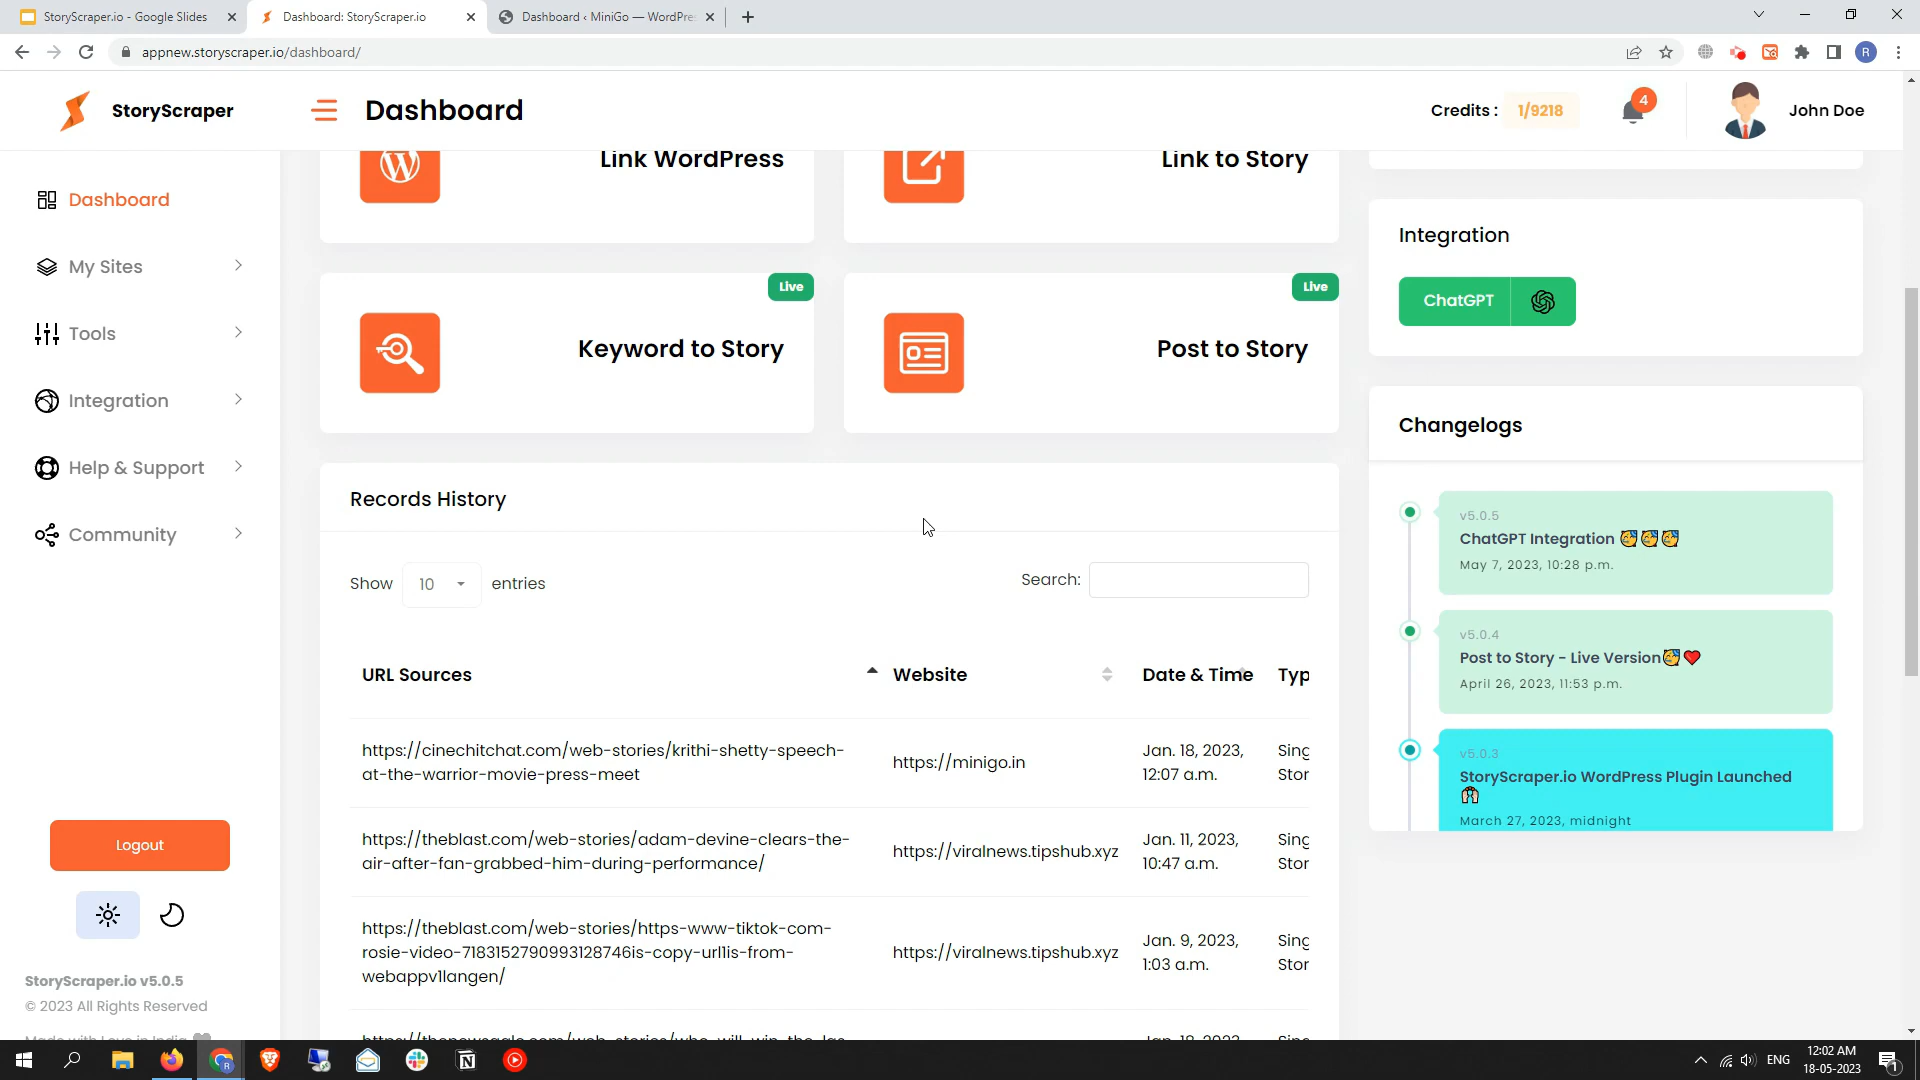 StoryScraper.io - Google Slides
Dashboard: StoryScraper.io
Dashboard ‹ MiniGo — WordPre
appnew.storyscraper.io/dashboard/
R
StoryScraper
Dashboard
Credits :
1/9218
4
John Doe
Dashboard
My Sites
Tools
Integration
Help & Support
Community
Logout
StoryScraper.io v5.0.5
© 2023 All Rights Reserved
Made with Love in India
Link WordPress
Link to Story
Live
Keyword to Story
Live
Post to Story
Records History
Show
10
entries
Search:
URL Sources
Website
Date & Time
Typ
https://cinechitchat.com/web-stories/krithi-shetty-speech-
at-the-warrior-movie-press-meet
https://minigo.in
Jan. 18, 2023,
12:07 a.m.
Sing
Stor
https://theblast.com/web-stories/adam-devine-clears-the-
air-after-fan-grabbed-him-during-performance/
https://viralnews.tipshub.xyz
Jan. 11, 2023,
10:47 a.m.
Sing
Stor
https://theblast.com/web-stories/https-www-tiktok-com-
rosie-video-7183152790993128746is-copy-url1is-from-
webappv1langen/
https://viralnews.tipshub.xyz
Jan. 9, 2023,
1:03 a.m.
Sing
Stor
Integration
ChatGPT
Changelogs
v5.0.5
ChatGPT Integration 🥳🥳🥳
May 7, 2023, 10:28 p.m.
v5.0.4
Post to Story - Live Version🥳❤️
April 26, 2023, 11:53 p.m.
v5.0.3
StoryScraper.io WordPress Plugin Launched
🙌
March 27, 2023, midnight
ENG
12:02 AM
18-05-2023
1